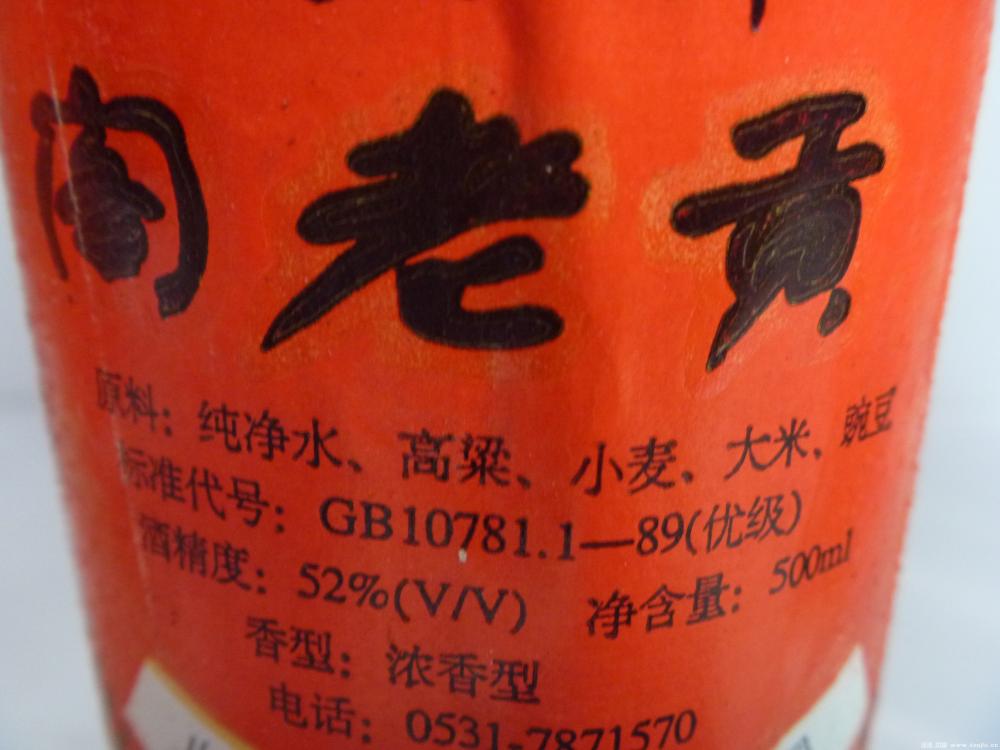 老贡
原料：纯净水、高粱、小麦、大米、豌豆
标准代号：GB10781.1—89(优级)
酒精度：52%(V/V) 净含量：500ml
香型：浓香型
电话：0531-7871570